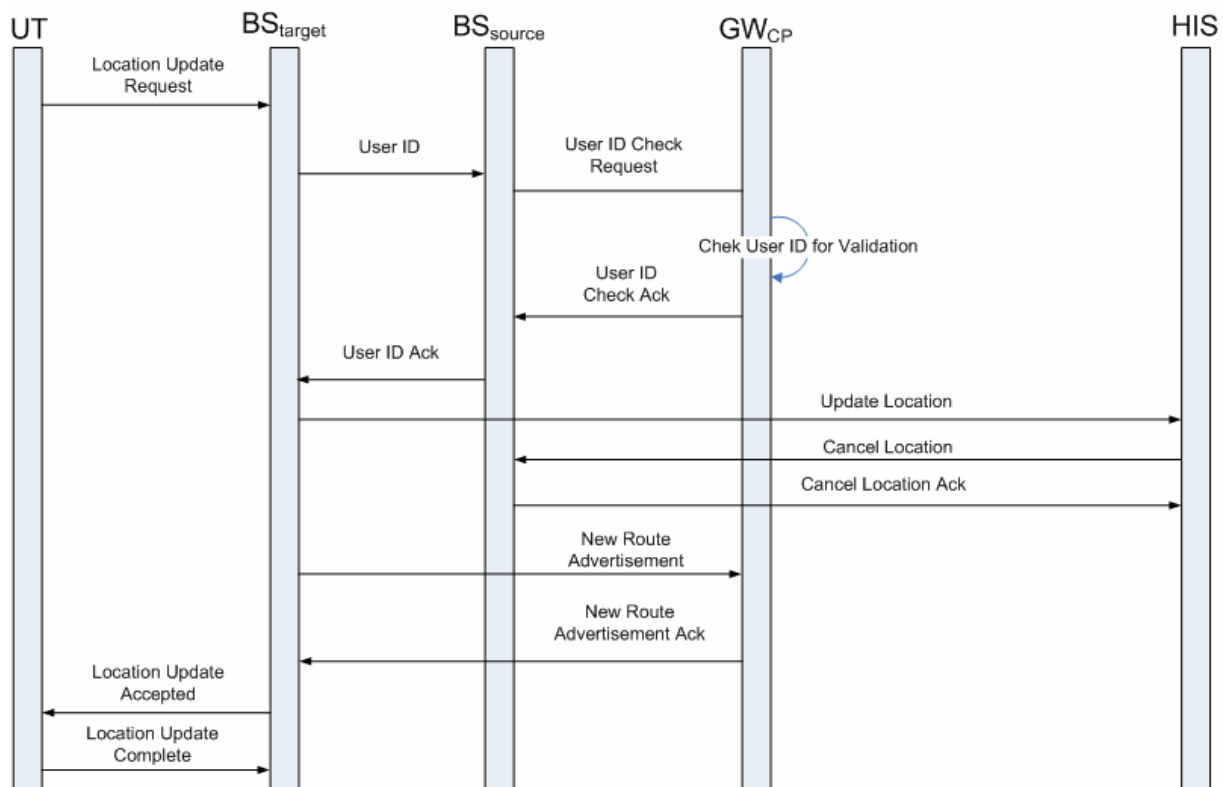 UT
BStarget
BSsource
GWCP
HIS
Location Update
Request
User ID
User ID Check
Request
Chek User ID for Validation
User ID
Check Ack
User ID Ack
Update Location
Cancel Location
Cancel Location Ack
New Route
Advertisement
New Route
Advertisement Ack
Location Update
Accepted
Location Update
Complete